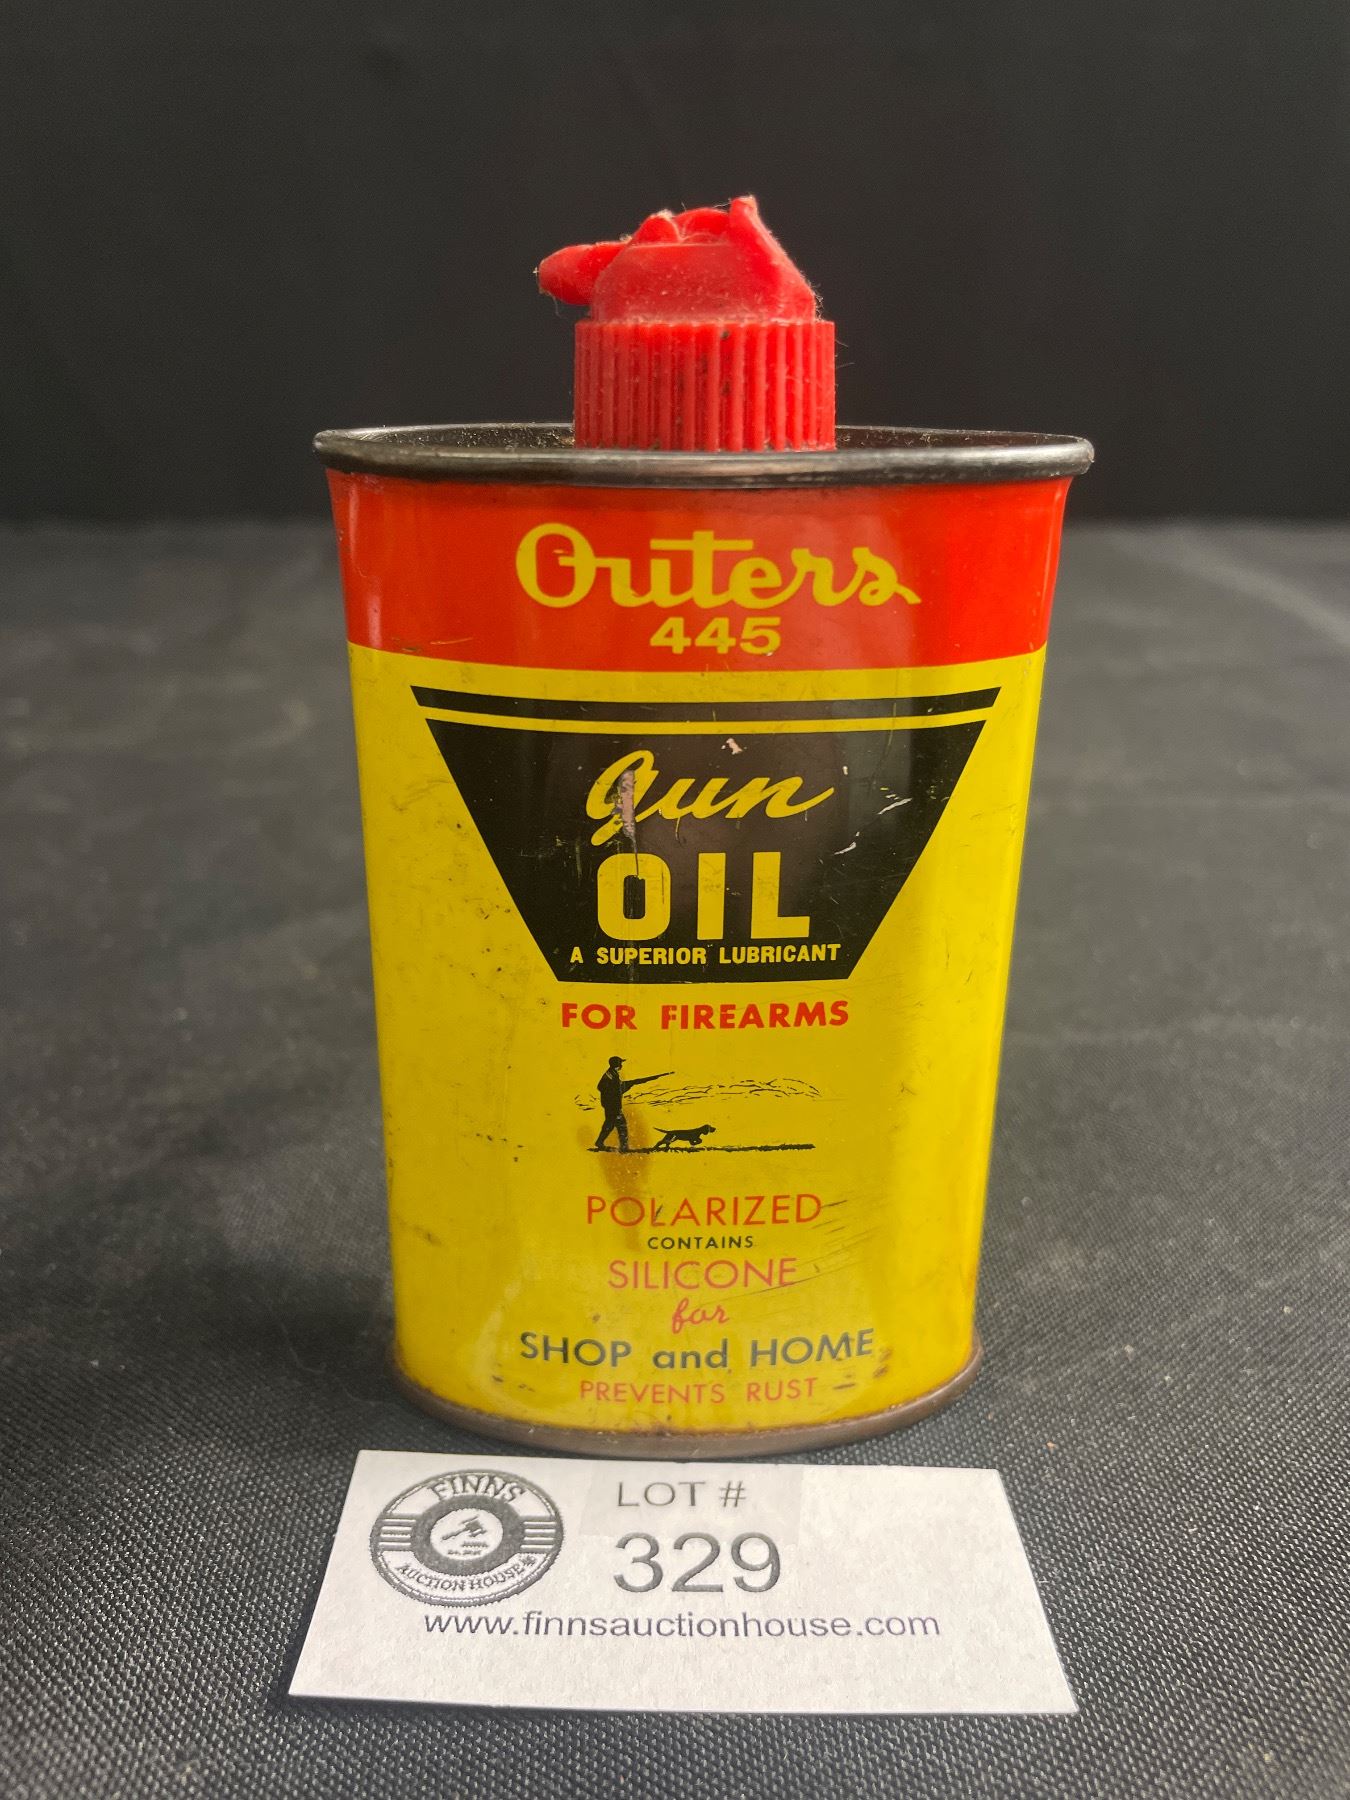 Outers
445
gun
OIL
A SUPERIOR LUBRICANT
FOR FIREARMS
POLARIZED
CONTAINS
SILICONE
for
SHOP and HOME
PREVENTS RUST
FINNS
AUCTION HOUSE
LOT #
329
www.finnsauctionhouse.com